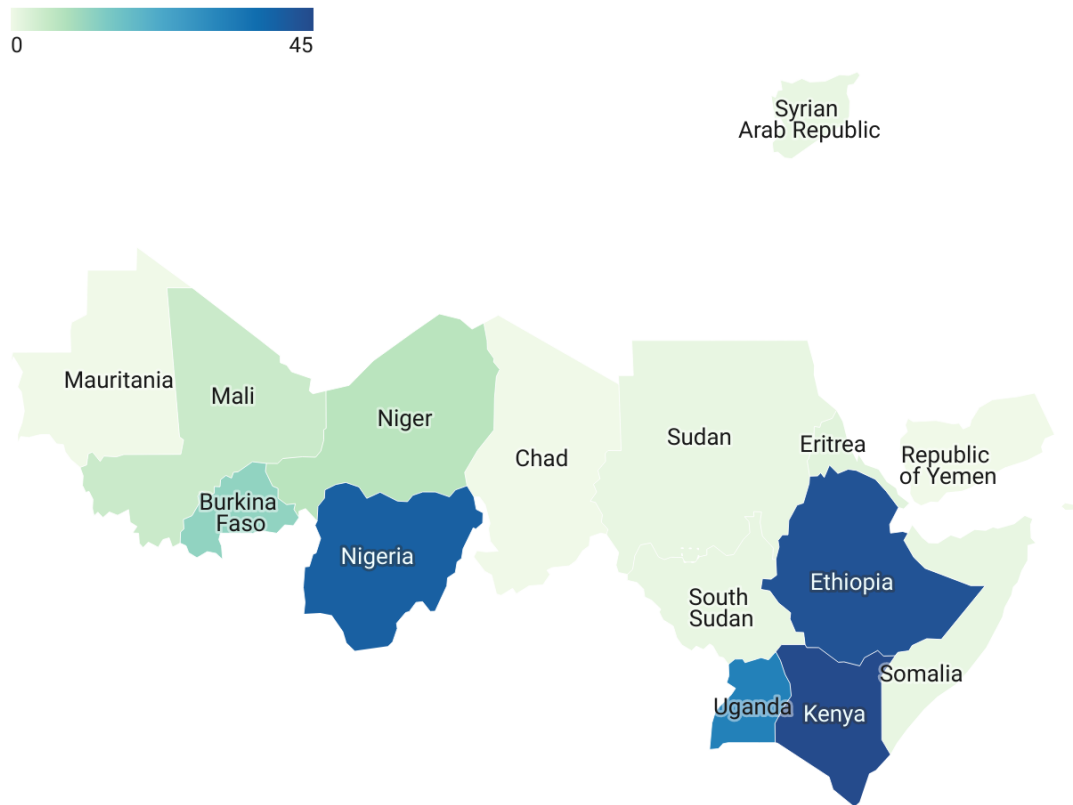 0
45
Syrian
Arab Republic
Mauritania
Mali
Niger
Chad
Sudan
Eritrea
Republic
of Yemen
Burkina
Faso
Nigeria
Ethiopia
South
Sudan
Somalia
Uganda
Kenya